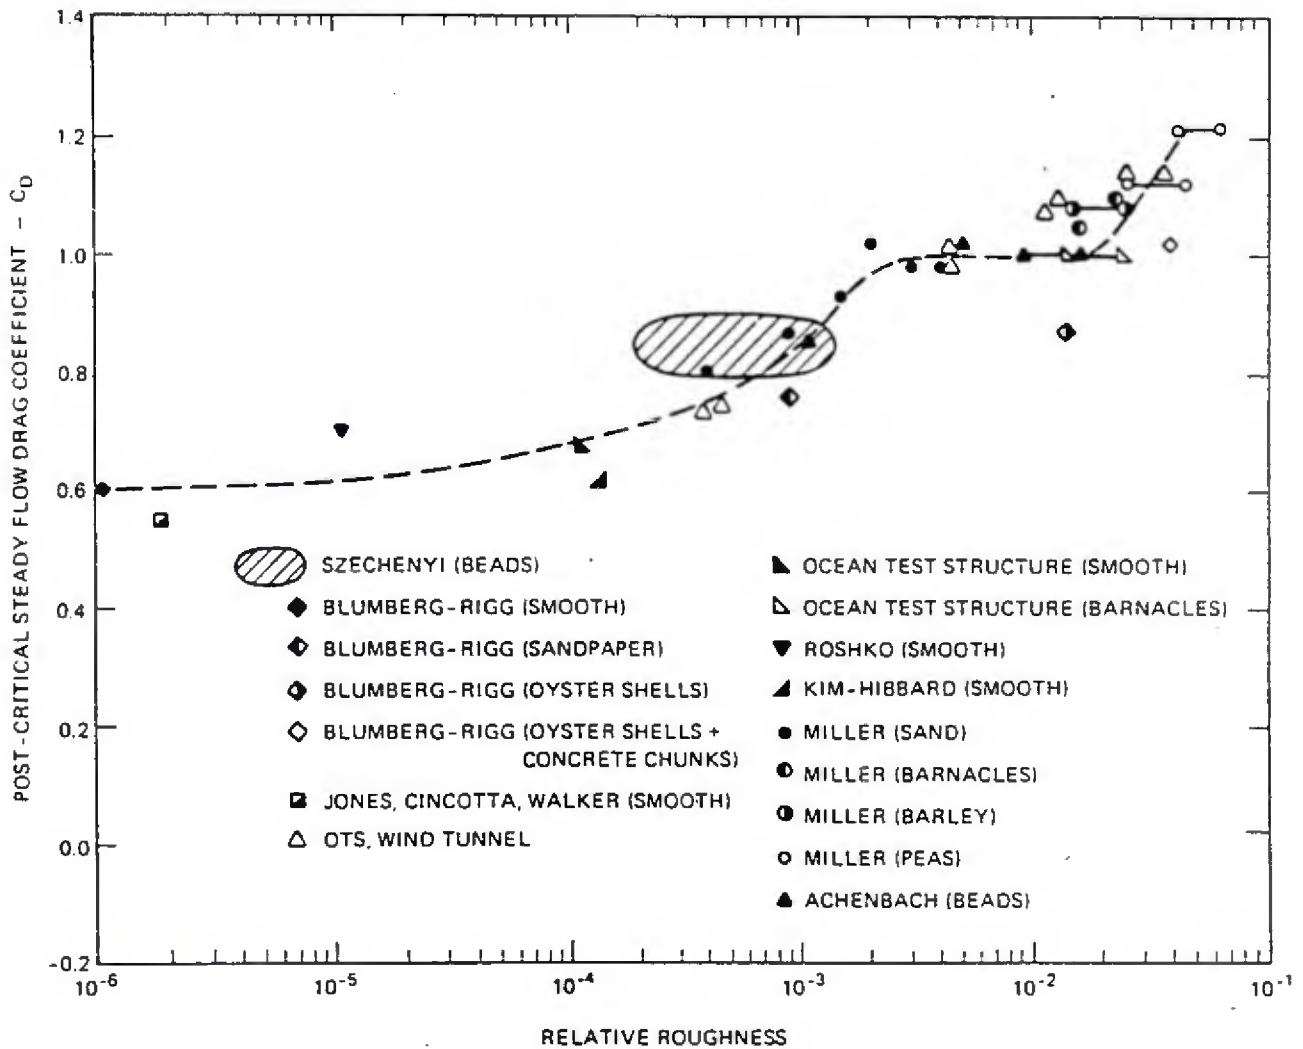 POST-CRITICAL STEADY FLOW DRAG COEFFICIENT - C_D
1.4
1.2
1.0
0.8
0.6
0.4
0.2
0.0
-0.2
SZECHENYI (BEADS)
BLUMBERG-RIGG (SMOOTH)
BLUMBERG-RIGG (SANDPAPER)
BLUMBERG-RIGG (OYSTER SHELLS)
BLUMBERG-RIGG (OYSTER SHELLS +
CONCRETE CHUNKS)
JONES, CINCOTTA, WALKER (SMOOTH)
OTS, WIND TUNNEL
OCEAN TEST STRUCTURE (SMOOTH)
OCEAN TEST STRUCTURE (BARNACLES)
ROSHKO (SMOOTH)
KIM-HIBBARD (SMOOTH)
MILLER (SAND)
MILLER (BARNACLES)
MILLER (BARLEY)
MILLER (PEAS)
ACHENBACH (BEADS)
10^-6 10^-5 10^-4 10^-3 10^-2 10^-1
RELATIVE ROUGHNESS